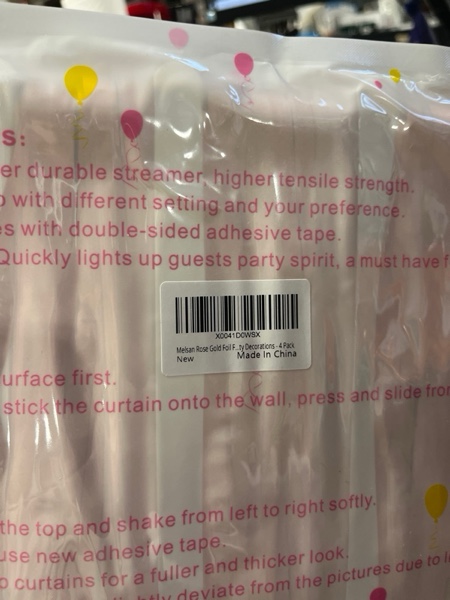 s:
er durable streamer, higher tensile strength.
with different setting and your preference.
es with double-sided adhesive tape.
Quickly lights up guests party spirit, a must have f
X0041D0WSX
Melsan Rose Gold Foil F...ty Decorations - 4 Pack
New Made In China
urface first.
stick the curtain onto the wall, press and slide fro
the top and shake from left to right softly.
use new adhesive tape.
curtains for a fuller and thicker look.
deviate from the pictures due to